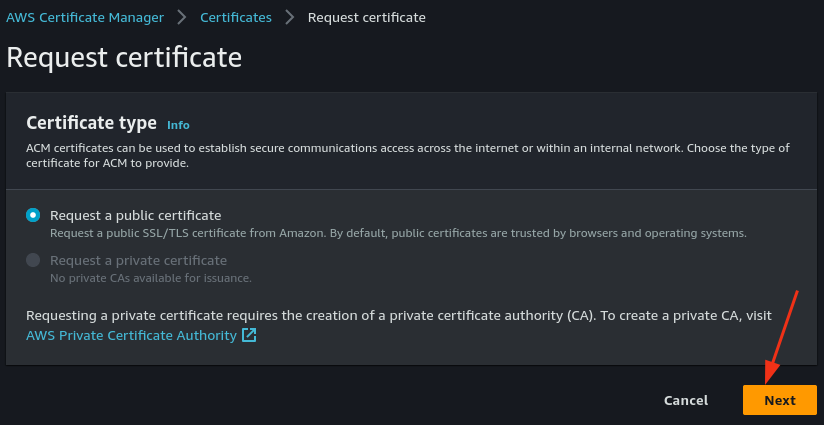 AWS Certificate Manager > Certificates > Request certificate
Request certificate
Certificate type Info
ACM certificates can be used to establish secure communications access across the internet or within an internal network. Choose the type of
certificate for ACM to provide.
Request a public certificate
Request a public SSL/TLS certificate from Amazon. By default, public certificates are trusted by browsers and operating systems.
Request a private certificate
No private CAs available for issuance.
Requesting a private certificate requires the creation of a private certificate authority (CA). To create a private CA, visit
AWS Private Certificate Authority
Cancel Next